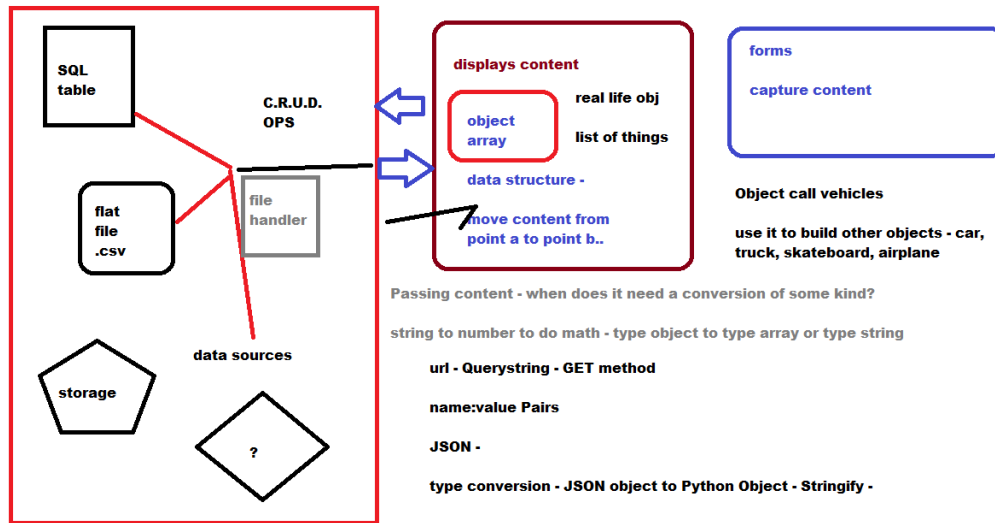 SQL
table
C.R.U.D.
OPS
flat
file
.csv
file
handler
data sources
storage
?
displays content
object
array
real life obj
list of things
data structure -
move content from
point a to point b..
forms
capture content
Object call vehicles
use it to build other objects - car,
truck, skateboard, airplane
Passing content - when does it need a conversion of some kind?
string to number to do math - type object to type array or type string
url - Querystring - GET method
name:value Pairs
JSON -
type conversion - JSON object to Python Object - Stringify -